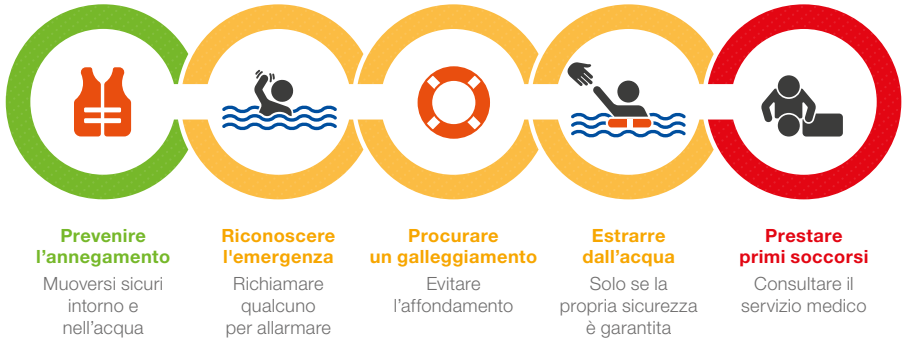 Prevenire
l’annegamento
Muoversi sicuri
intorno e
nell’acqua
Riconoscere
l'emergenza
Richiamare
qualcuno
per allarmare
Procurare
un galleggiamento
Evitare
l’affondamento
Estrarre
dall’acqua
Solo se la
propria sicurezza
è garantita
Prestare
primi soccorsi
Consultare il
servizio medico